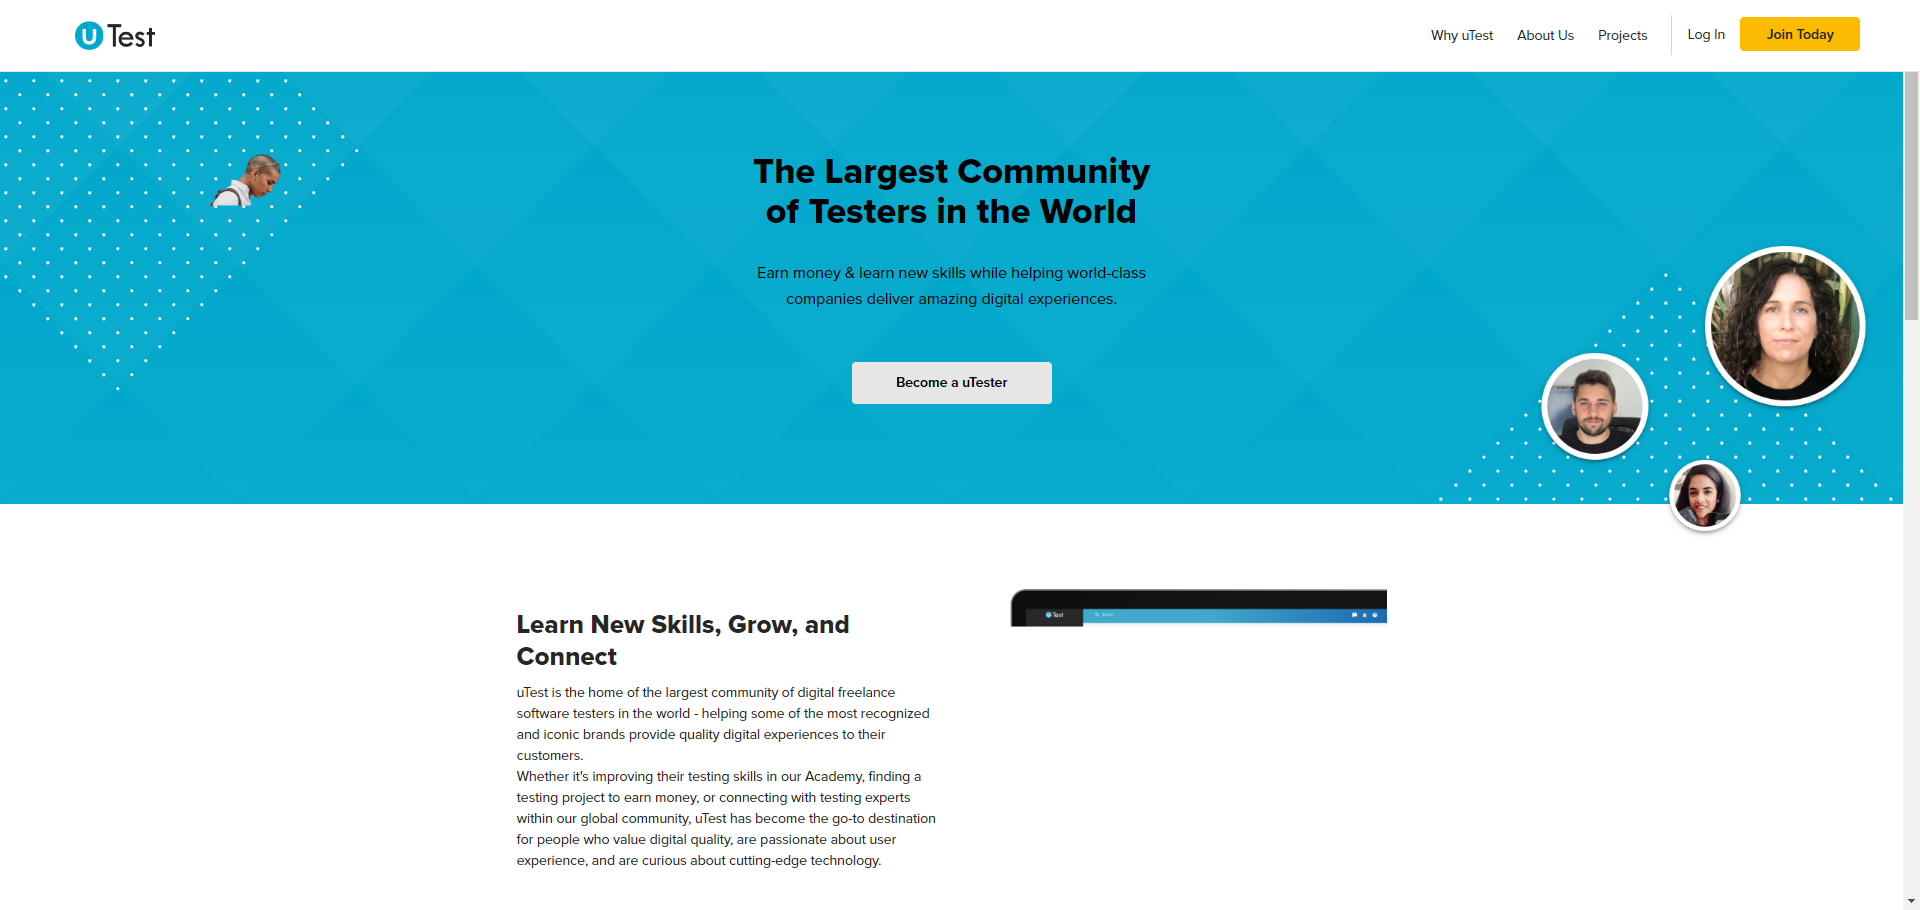 uTest
Why uTest
About Us
Projects
Log In
Join Today
The Largest Community
of Testers in the World
Earn money & learn new skills while helping world-class
companies deliver amazing digital experiences.
Become a uTester
Learn New Skills, Grow, and
Connect
uTest is the home of the largest community of digital freelance
software testers in the world - helping some of the most recognized
and iconic brands provide quality digital experiences to their
customers.
Whether it's improving their testing skills in our Academy, finding a
testing project to earn money, or connecting with testing experts
within our global community, uTest has become the go-to destination
for people who value digital quality, are passionate about user
experience, and are curious about cutting-edge technology.
uTest